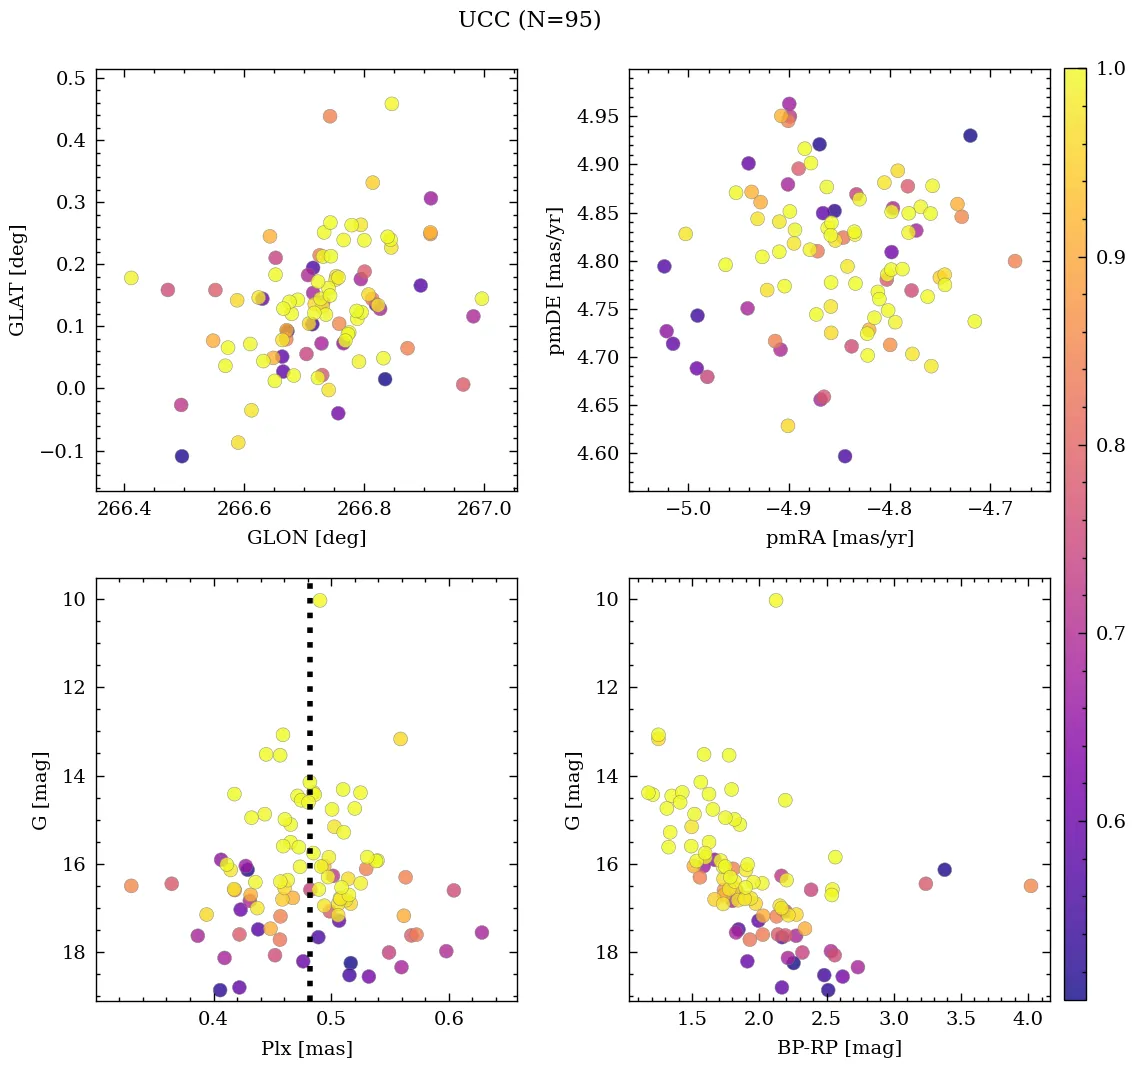 UCC (N=95)
0.5
0.4
0.3
0.2
0.1
0.0
−0.1
GLAT [deg]
266.4 266.6 266.8 267.0
GLON [deg]
4.95
4.90
4.85
4.80
4.75
4.70
4.65
4.60
pmDE [mas/yr]
−5.0 −4.9 −4.8 −4.7
pmRA [mas/yr]
10
12
14
16
18
G [mag]
0.4 0.5 0.6
Plx [mas]
10
12
14
16
18
G [mag]
1.5 2.0 2.5 3.0 3.5 4.0
BP-RP [mag]
1.0
0.9
0.8
0.7
0.6